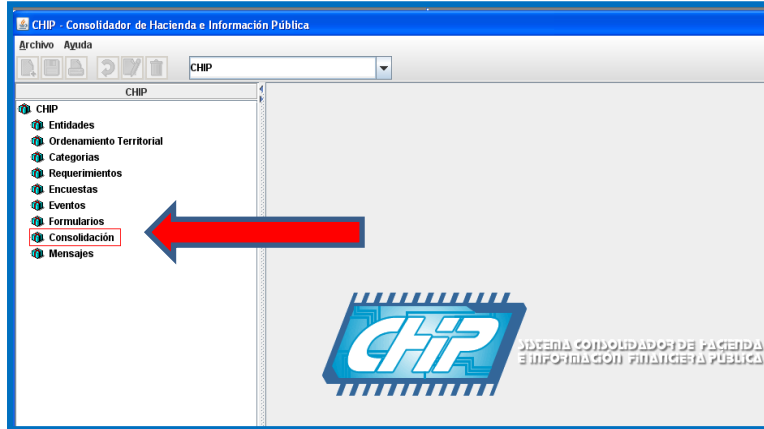 CHIP - Consolidador de Hacienda e Información Pública
Archivo Ayuda
CHIP
CHIP
CHIP
Entidades
Ordenamiento Territorial
Categorias
Requerimientos
Encuestas
Eventos
Formularios
Consolidación
Mensajes
CHIP
SISTEMA CONSOLIDADOR DE HACIENDA
E INFORMACIÓN FINANCIERA PÚBLICA